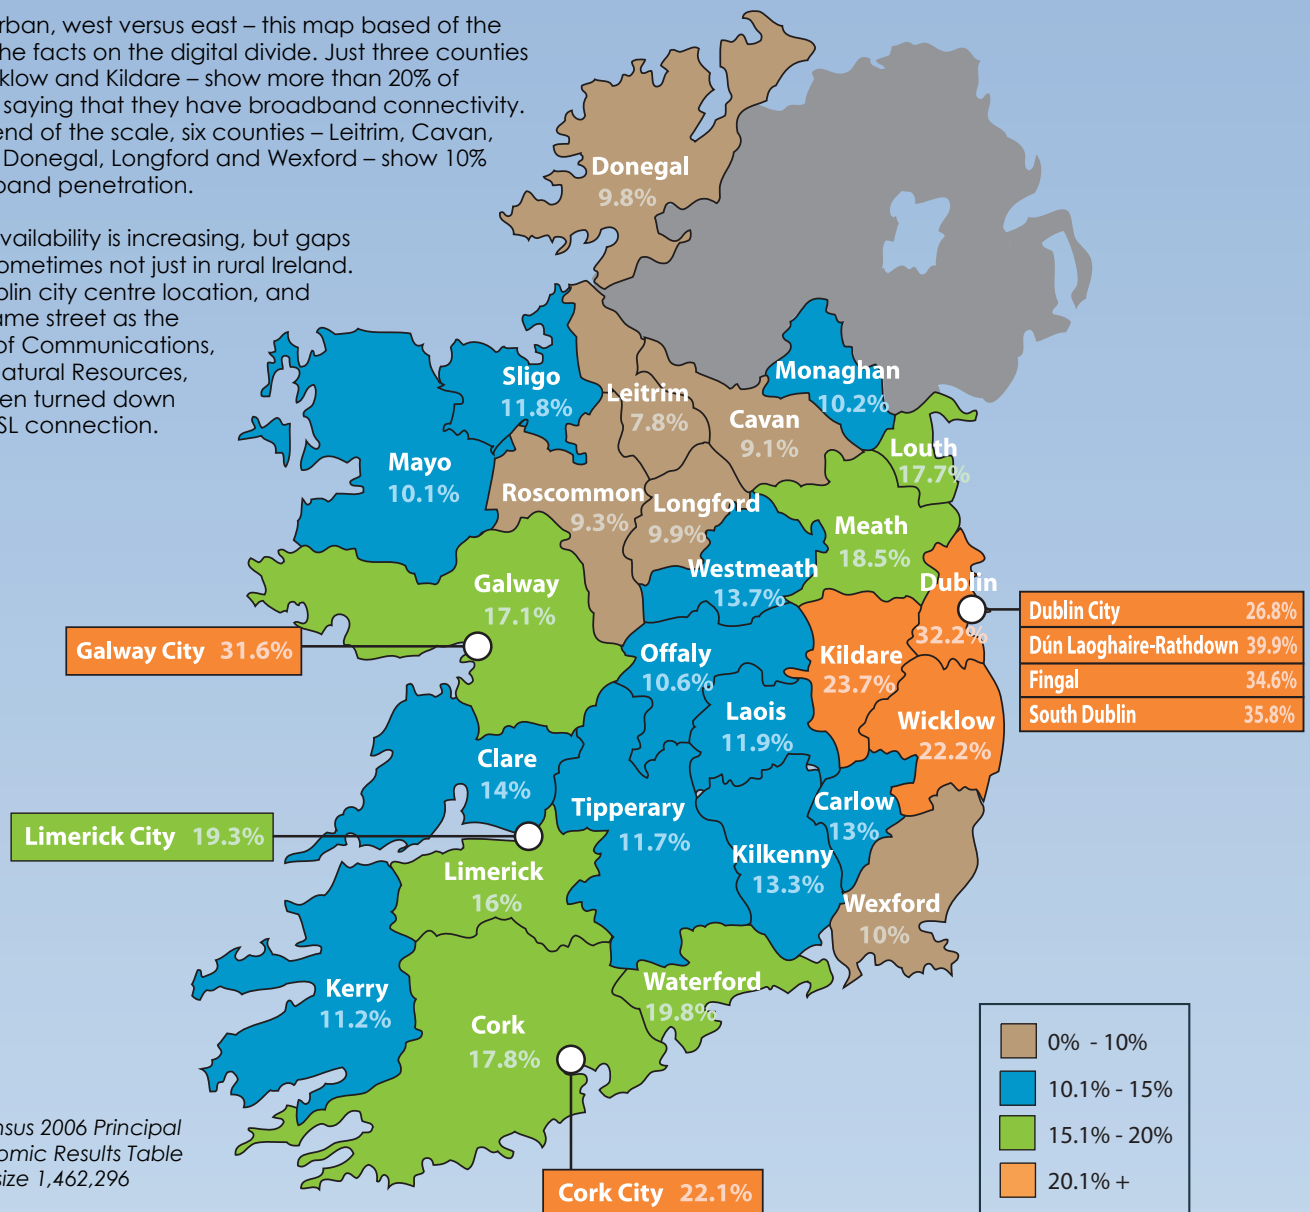 rban, west versus east – this map based of the
he facts on the digital divide. Just three counties
klow and Kildare – show more than 20% of
saying that they have broadband connectivity.
end of the scale, six counties – Leitrim, Cavan,
Donegal, Longford and Wexford – show 10%
band penetration.
vailability is increasing, but gaps
ometimes not just in rural Ireland.
blin city centre location, and
ame street as the
of Communications,
latural Resources,
en turned down
SL connection.
Donegal
9.8%
Sligo
11.8%
Leitrim
7.8%
Monaghan
10.2%
Cavan
9.1%
Louth
17.7%
Mayo
10.1%
Roscommon
9.3%
Longford
9.9%
Meath
18.5%
Westmeath
13.7%
Dublin
32.2%
Galway
17.1%
Dublin City 26.8%
Dún Laoghaire-Rathdown 39.9%
Fingal 34.6%
South Dublin 35.8%
Galway City 31.6%
Offaly
10.6%
Kildare
23.7%
Laois
11.9%
Wicklow
22.2%
Clare
14%
Tipperary
11.7%
Carlow
13%
Limerick City 19.3%
Kilkenny
13.3%
Limerick
16%
Wexford
10%
Kerry
11.2%
Waterford
19.8%
Cork
17.8%
Cork City 22.1%
0% - 10%
10.1% - 15%
15.1% - 20%
20.1% +
nsus 2006 Principal
omic Results Table
size 1,462,296